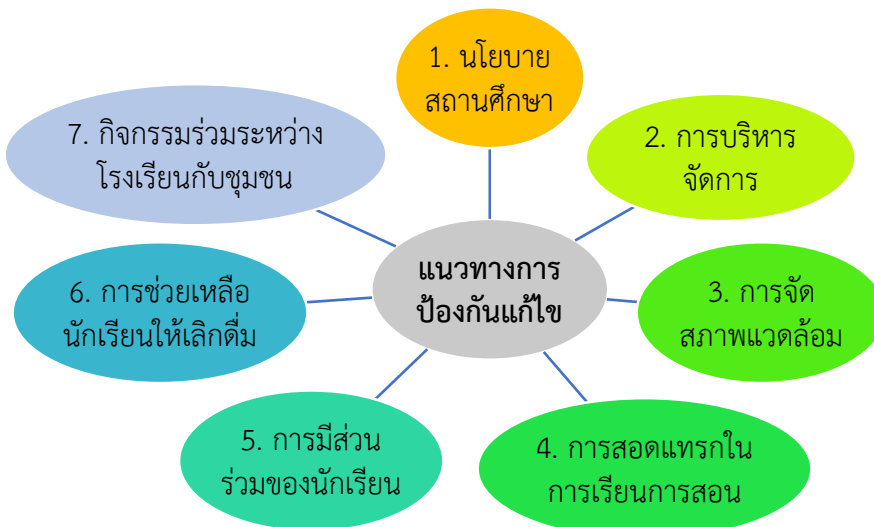 1. นโยบาย
สถานศึกษา
2. การบริหาร
จัดการ
3. การจัด
สภาพแวดล้อม
4. การสอดแทรกใน
การเรียนการสอน
5. การมีส่วน
ร่วมของนักเรียน
6. การช่วยเหลือ
นักเรียนให้เลิกดื่ม
7. กิจกรรมร่วมระหว่าง
โรงเรียนกับชุมชน
แนวทางการ
ป้องกันแก้ไข